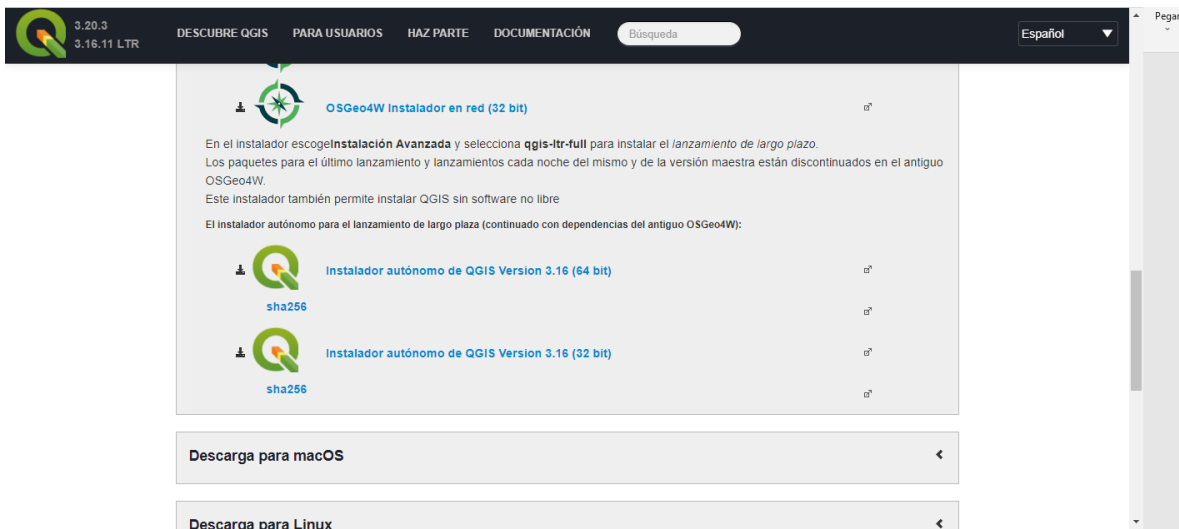 3.20.3
3.16.11 LTR
DESCUBRE QGIS PARA USUARIOS HAZ PARTE DOCUMENTACIÓN Búsqueda Español
Pegar
OSGeo4W Instalador en red (32 bit)
En el instalador escogeInstalación Avanzada y selecciona qgis-ltr-full para instalar el lanzamiento de largo plazo.
Los paquetes para el último lanzamiento y lanzamientos cada noche del mismo y de la versión maestra están discontinuados en el antiguo
OSGeo4W.
Este instalador también permite instalar QGIS sin software no libre
El instalador autónomo para el lanzamiento de largo plaza (continuado con dependencias del antiguo OSGeo4W):
Instalador autónomo de QGIS Version 3.16 (64 bit)
sha256
Instalador autónomo de QGIS Version 3.16 (32 bit)
sha256
Descarga para macOS
Descarga para Linux